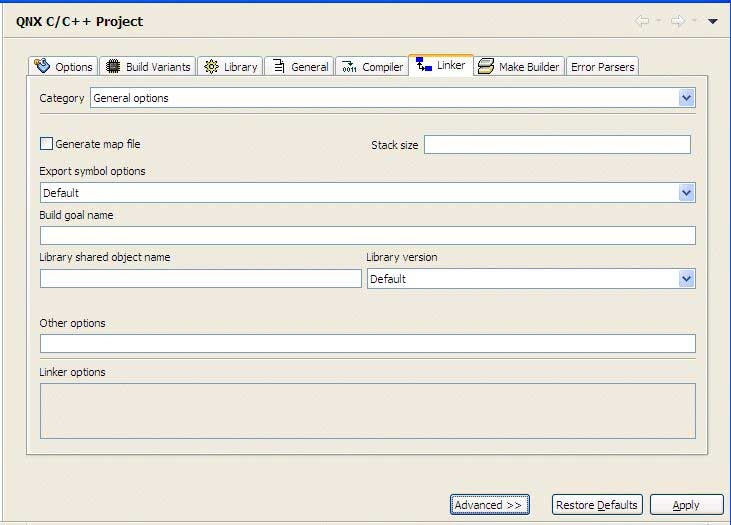 QNX C/C++ Project
Options Build Variants Library General Compiler Linker Make Builder Error Parsers
Category General options
Generate map file Stack size
Export symbol options
Default
Build goal name
Library shared object name Library version
Default
Other options
Linker options
Advanced >> Restore Defaults Apply